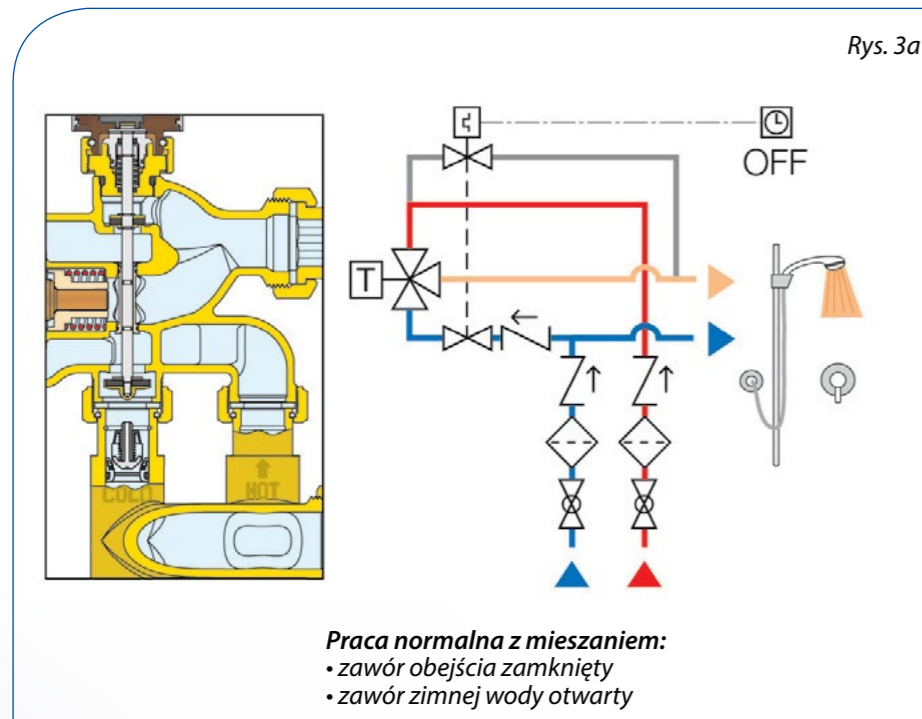 Rys. 3a
OFF
T
COLD
HOT
Praca normalna z mieszaniem:
• zawór obejścia zamknięty
• zawór zimnej wody otwarty